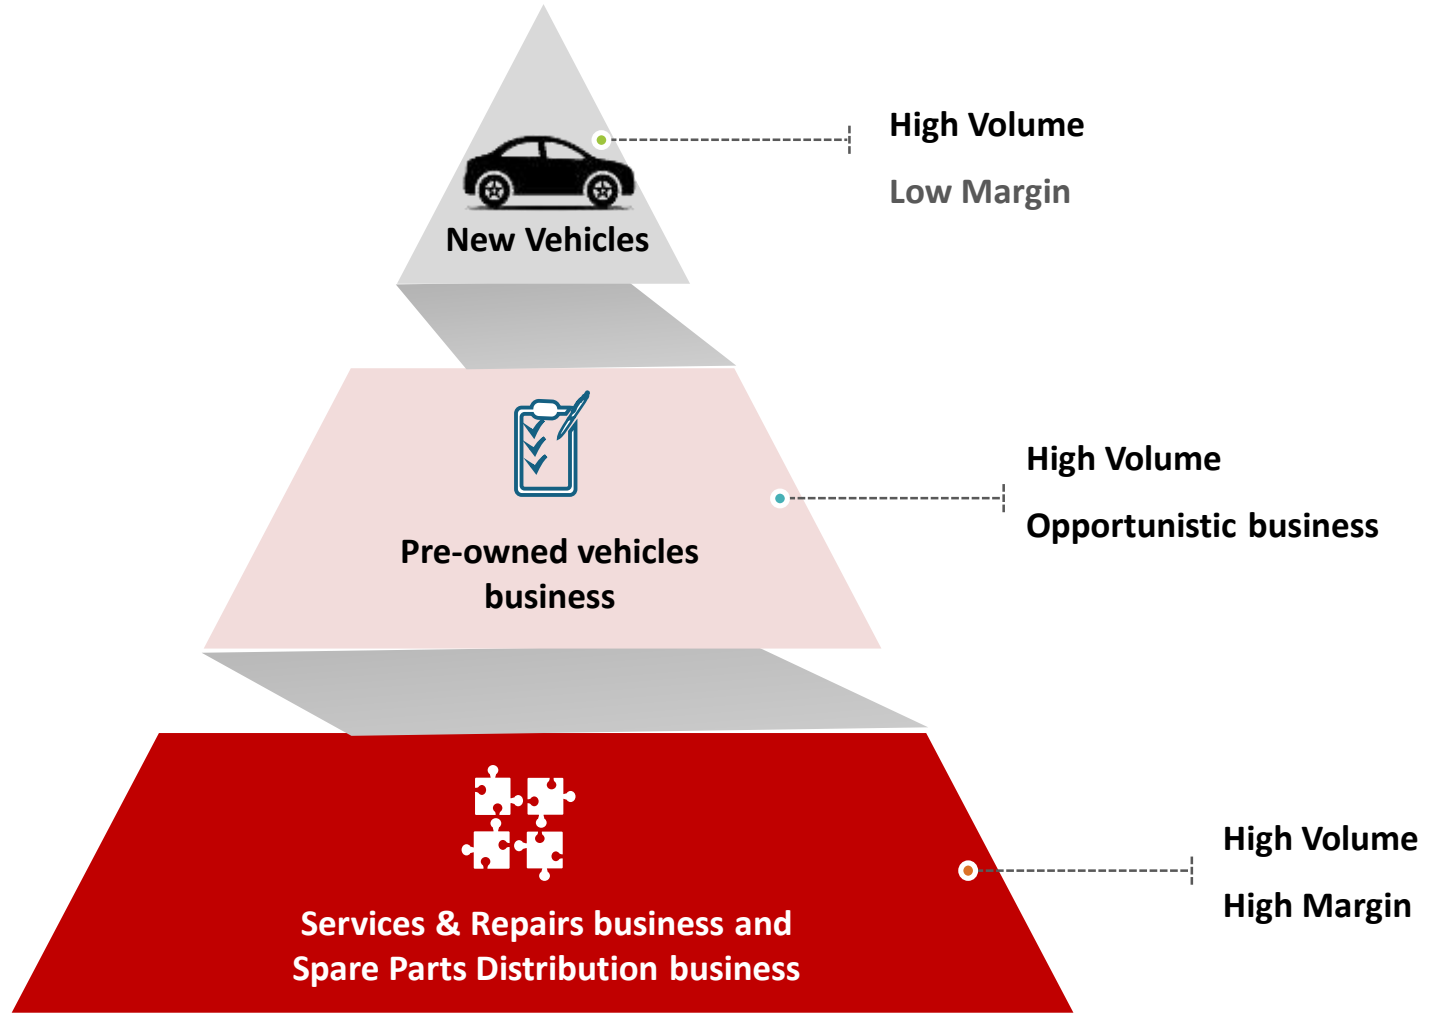 High Volume
Low Margin
New Vehicles
High Volume
Opportunistic business
Pre-owned vehicles
business
High Volume
High Margin
Services & Repairs business and
Spare Parts Distribution business